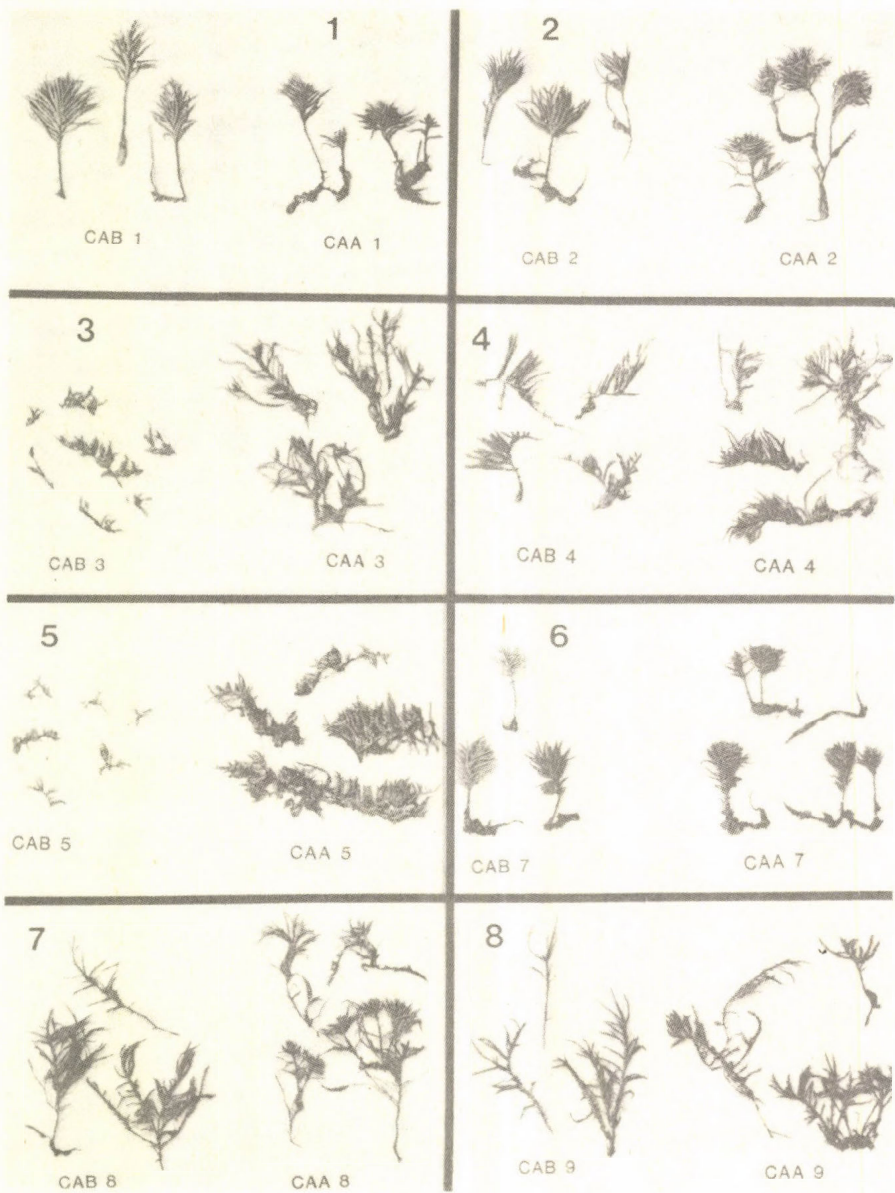 1
CAB 1
CAA 1
2
CAB 2
CAA 2
3
CAB 3
CAA 3
4
CAB 4
CAA 4
5
CAB 5
CAA 5
6
CAB 7
CAA 7
7
CAB 8
CAA 8
8
CAB 9
CAA 9